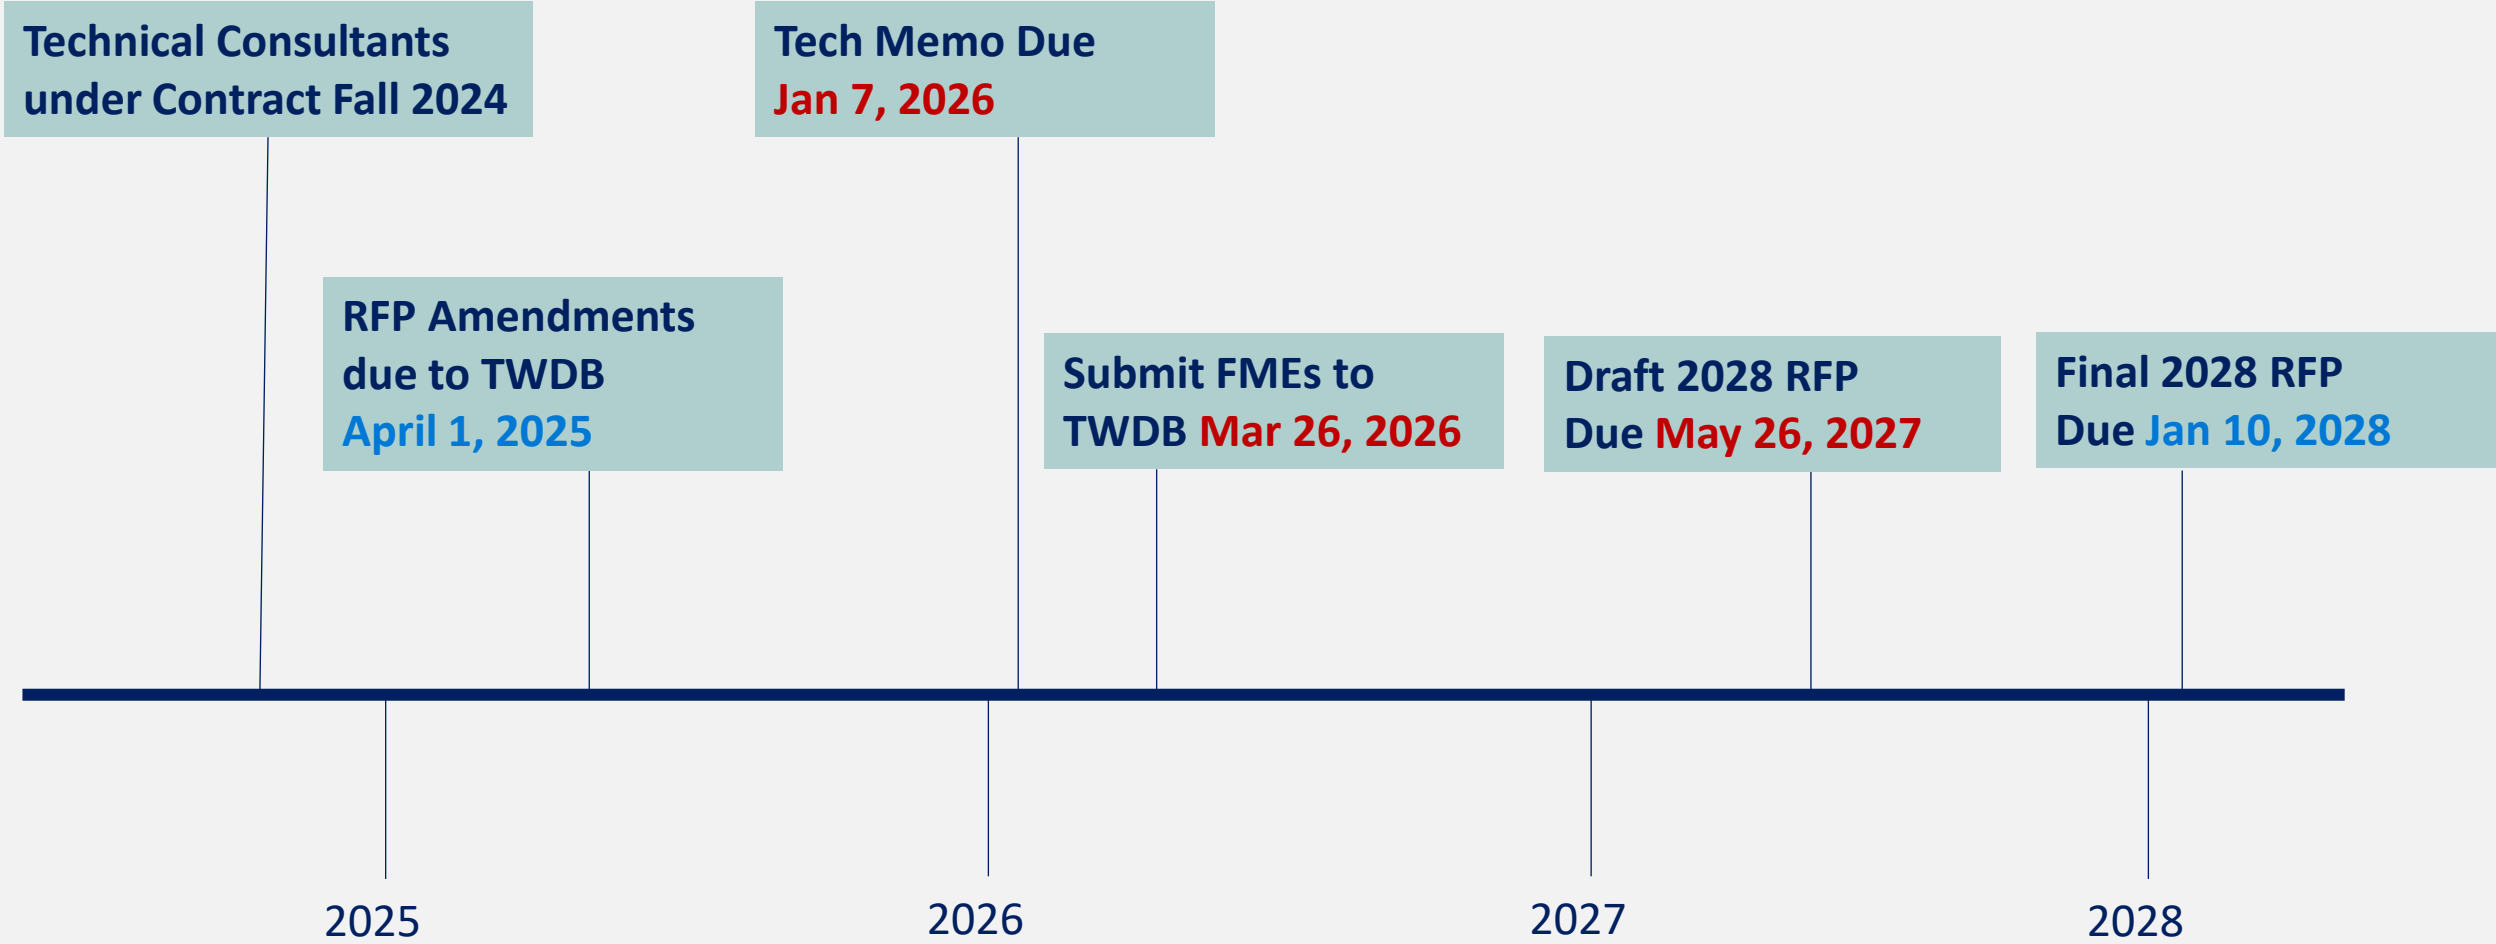 Technical Consultants
under Contract Fall 2024
Tech Memo Due
Jan 7, 2026
RFP Amendments
due to TWDB
April 1, 2025
Submit FMEs to
TWDB Mar 26, 2026
Draft 2028 RFP
Due May 26, 2027
Final 2028 RFP
Due Jan 10, 2028
2025
2026
2027
2028